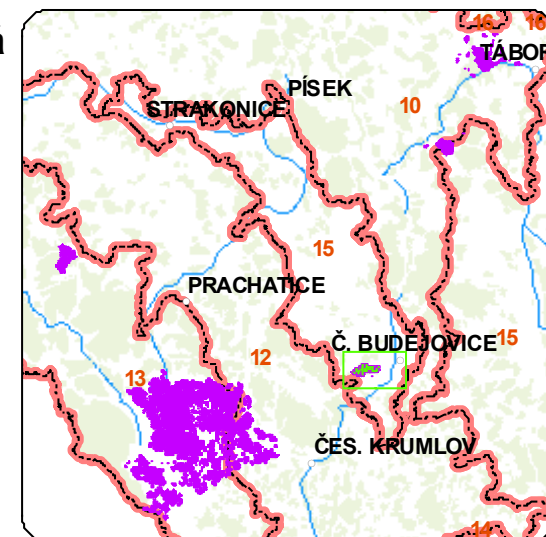 á
16
16
TÁBOR
PÍSEK
STRAKONICE
10
15
PRACHATICE
Č. BUDEJOVICE
15
12
13
ČES. KRUMLOV
14